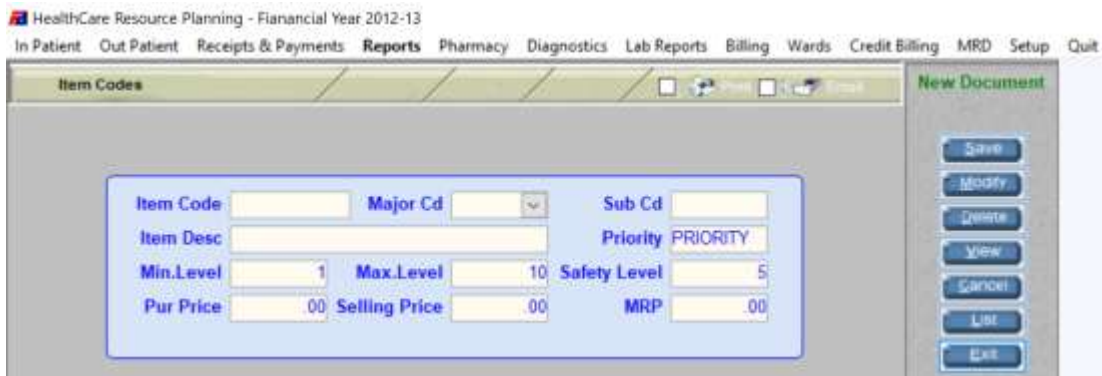 HealthCare Resource Planning - Fianancial Year 2012-13
In Patient Out Patient Receipts & Payments Reports Pharmacy Diagnostics Lab Reports Billing Wards Credit Billing MRD Setup Quit
Item Codes Print Email New Document
Save
Item Code Major Cd Sub Cd Modify
Item Desc Priority PRIORITY Delete
Min.Level 1 Max.Level 10 Safety Level 5 View
Pur Price .00 Selling Price .00 MRP .00 Cancel
List
Exit